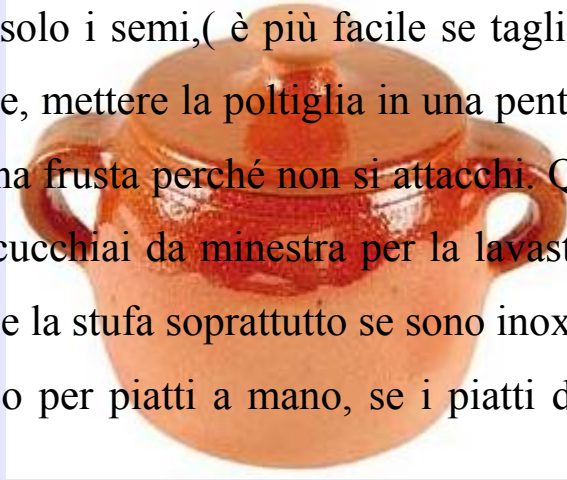 solo i semi,( è più facile se tagli
e, mettere la poltiglia in una pent
na frusta perché non si attacchi. Q
cucchiai da minestra per la lavast
e la stufa soprattutto se sono inox
o per piatti a mano, se i piatti d